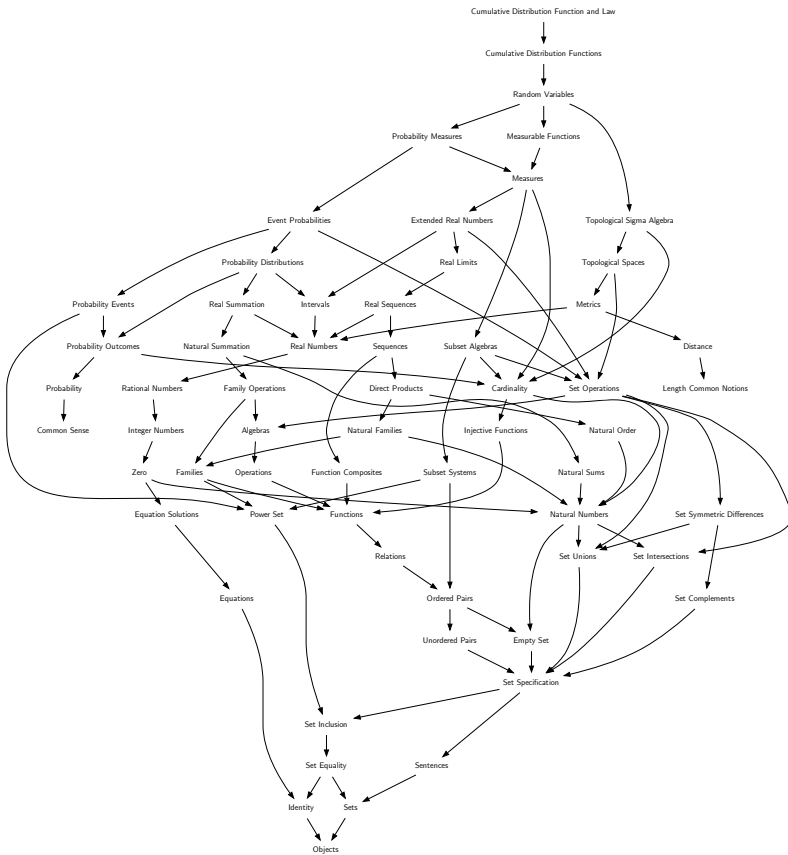 Cumulative Distribution Function and Law
Cumulative Distribution Functions
Random Variables
Probability Measures Measurable Functions
Measures
Event Probabilities Extended Real Numbers Topological Sigma Algebra
Probability Distributions Real Limits Topological Spaces
Probability Events Real Summation Intervals Real Sequences Metrics
Probability Outcomes Natural Summation Real Numbers Sequences Subset Algebras Distance
Probability Rational Numbers Family Operations Direct Products Cardinality Set Operations Length Common Notions
Common Sense Integer Numbers Algebras Natural Families Injective Functions Natural Order
Zero Families Operations Function Composites Subset Systems Natural Sums
Equation Solutions Power Set Functions Natural Numbers Set Symmetric Differences
Relations Set Unions Set Intersections
Equations Ordered Pairs Set Complements
Unordered Pairs Empty Set
Set Specification
Set Inclusion
Set Equality Sentences
Identity Sets
Objects